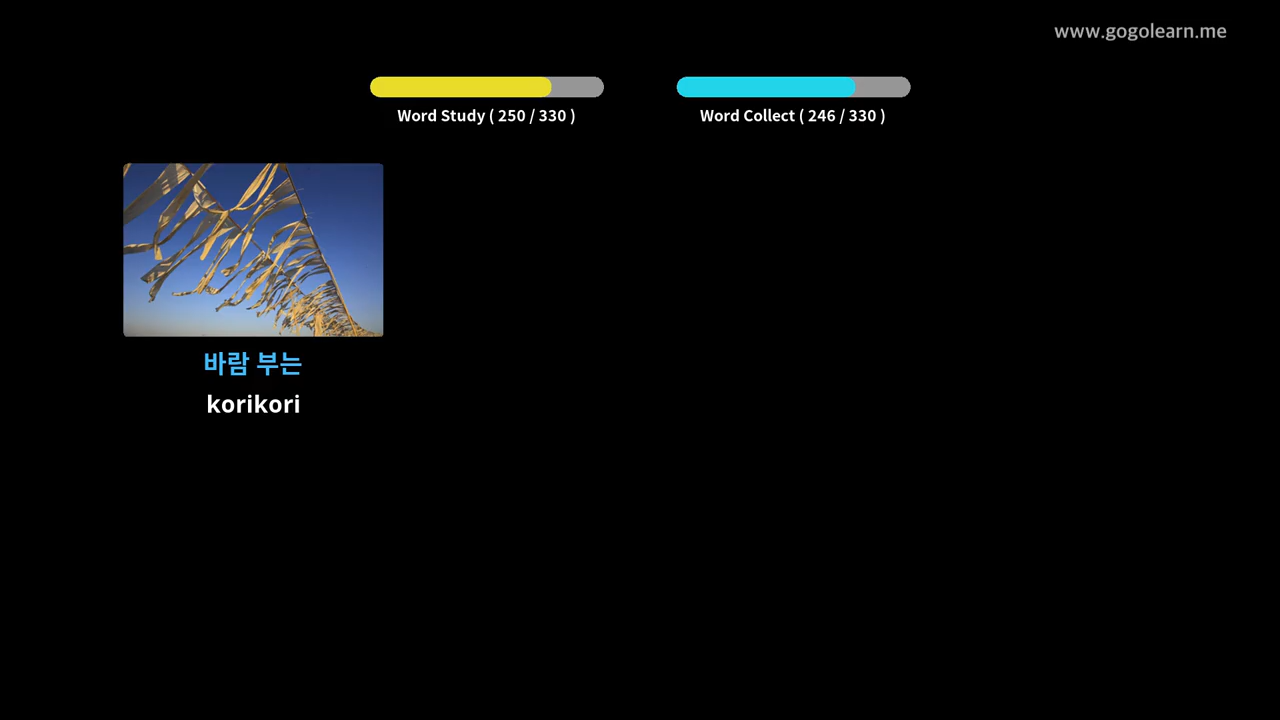 www.gogolearn.me
Word Study ( 250 / 330 )
Word Collect ( 246 / 330 )
바람 부는
korikori